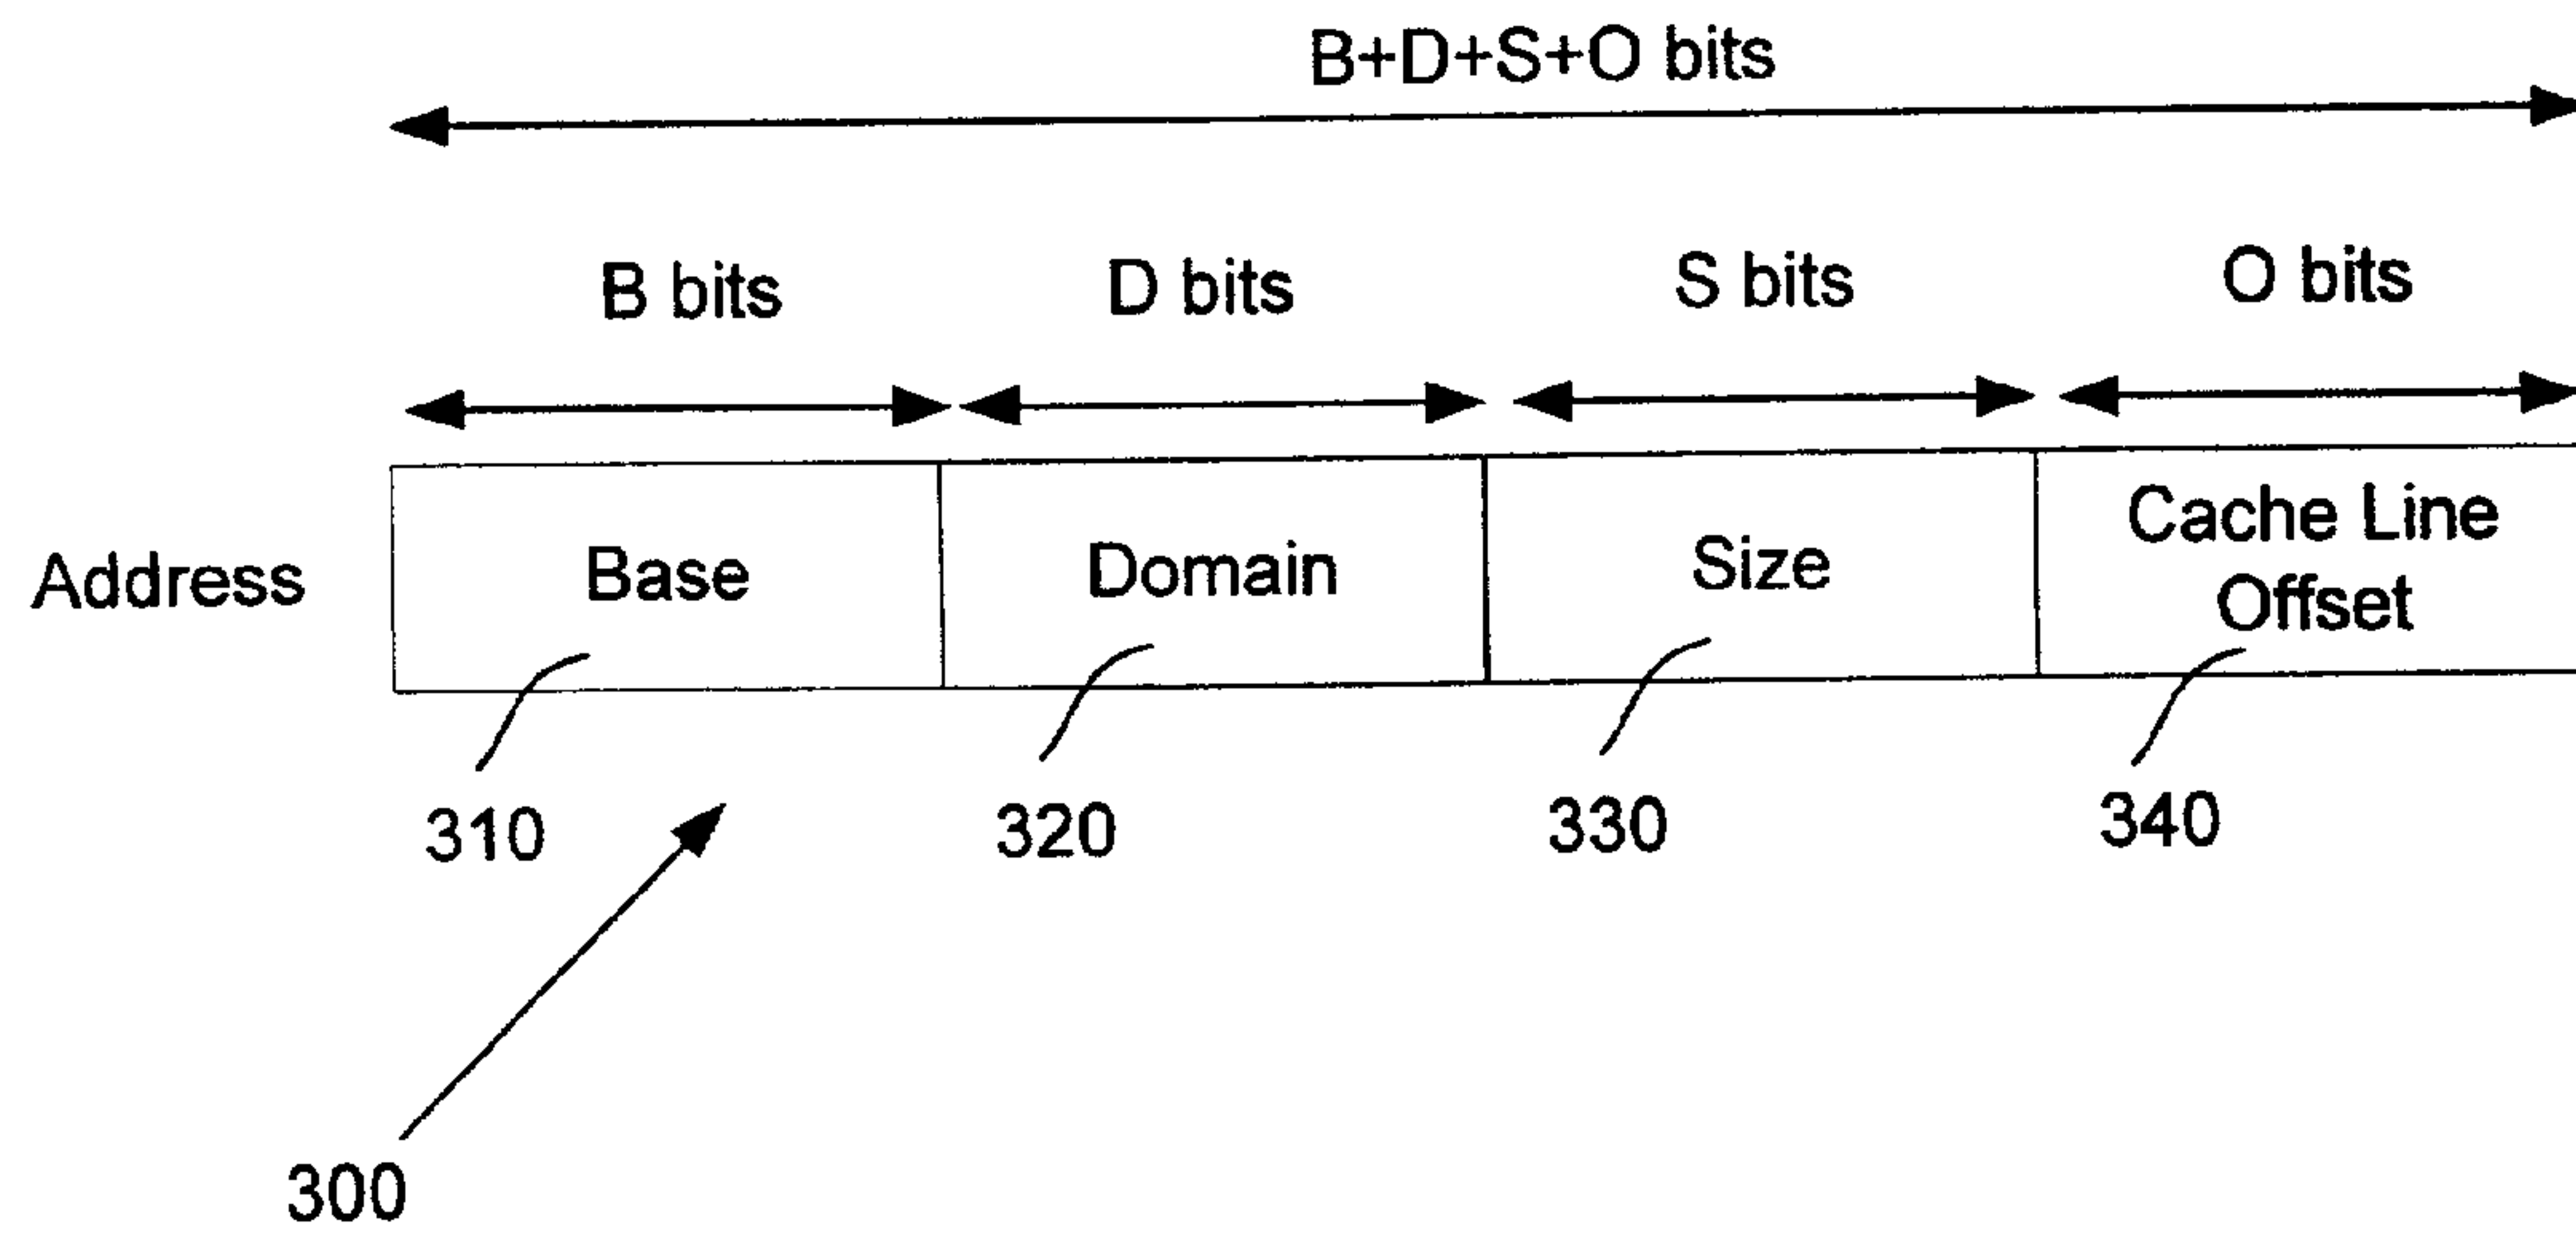 B+D+S+O bits
B bits
D bits
S bits
O bits
Address
Base
Domain
Size
Cache Line
Offset
310
320
330
340
300